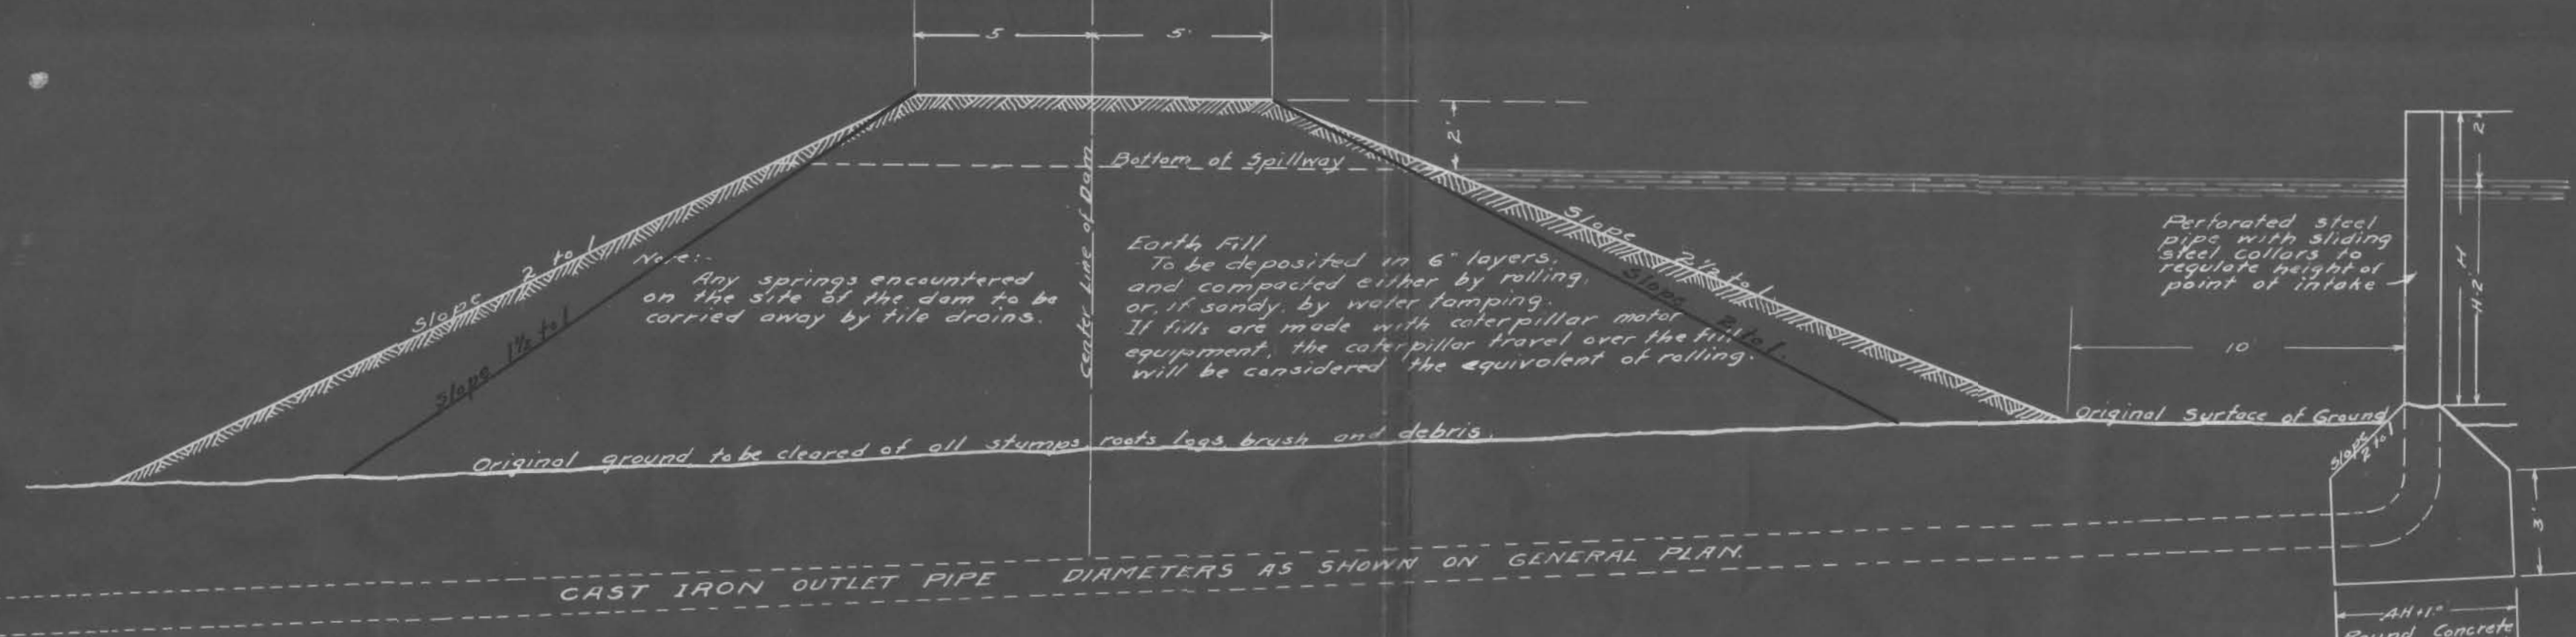 5
5'
2'
2'
Bottom of Spillway
Center Line of Dam
Slope 2 to 1
Slope 1½ to 1
Note:-
Any springs encountered
on the site of the dam to be
carried away by tile drains.
Earth Fill
To be deposited in 6" layers,
and compacted either by rolling,
or, if sandy, by water tamping.
If fills are made with caterpillar motor
equipment, the caterpillar travel over the fill
will be considered the equivalent of rolling.
Slope 2½ to 1
Slope 2 to 1.
Perforated steel
pipe with sliding
steel collars to
regulate height of
point of intake
H
H-2'
10'
Original Surface of Ground
Original ground to be cleared of all stumps, roots logs, brush and debris.
Slope
2 to 1
3'
CAST IRON OUTLET PIPE DIAMETERS AS SHOWN ON GENERAL PLAN.
Round Concrete